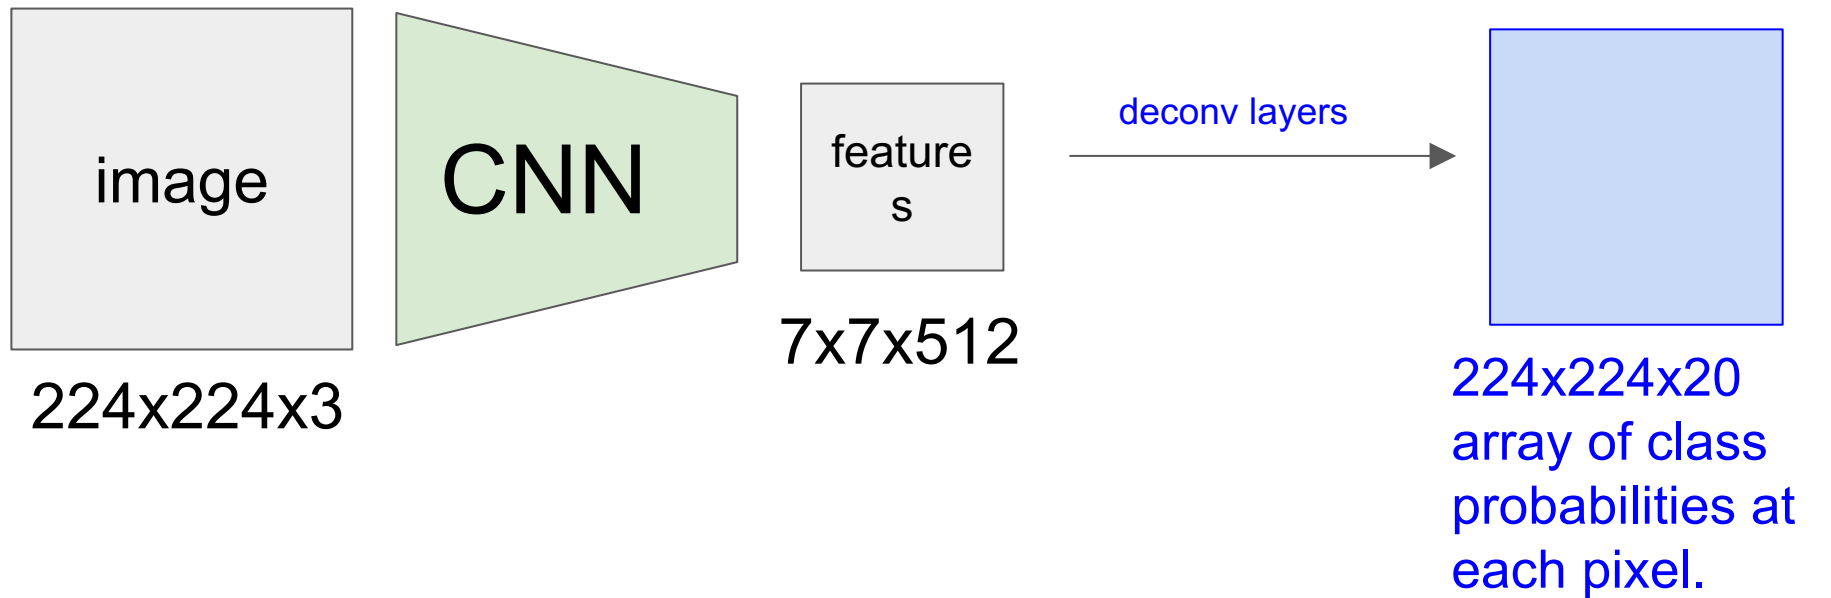 image
224x224x3
CNN
feature
s
7x7x512
deconv layers
224x224x20
array of class
probabilities at
each pixel.